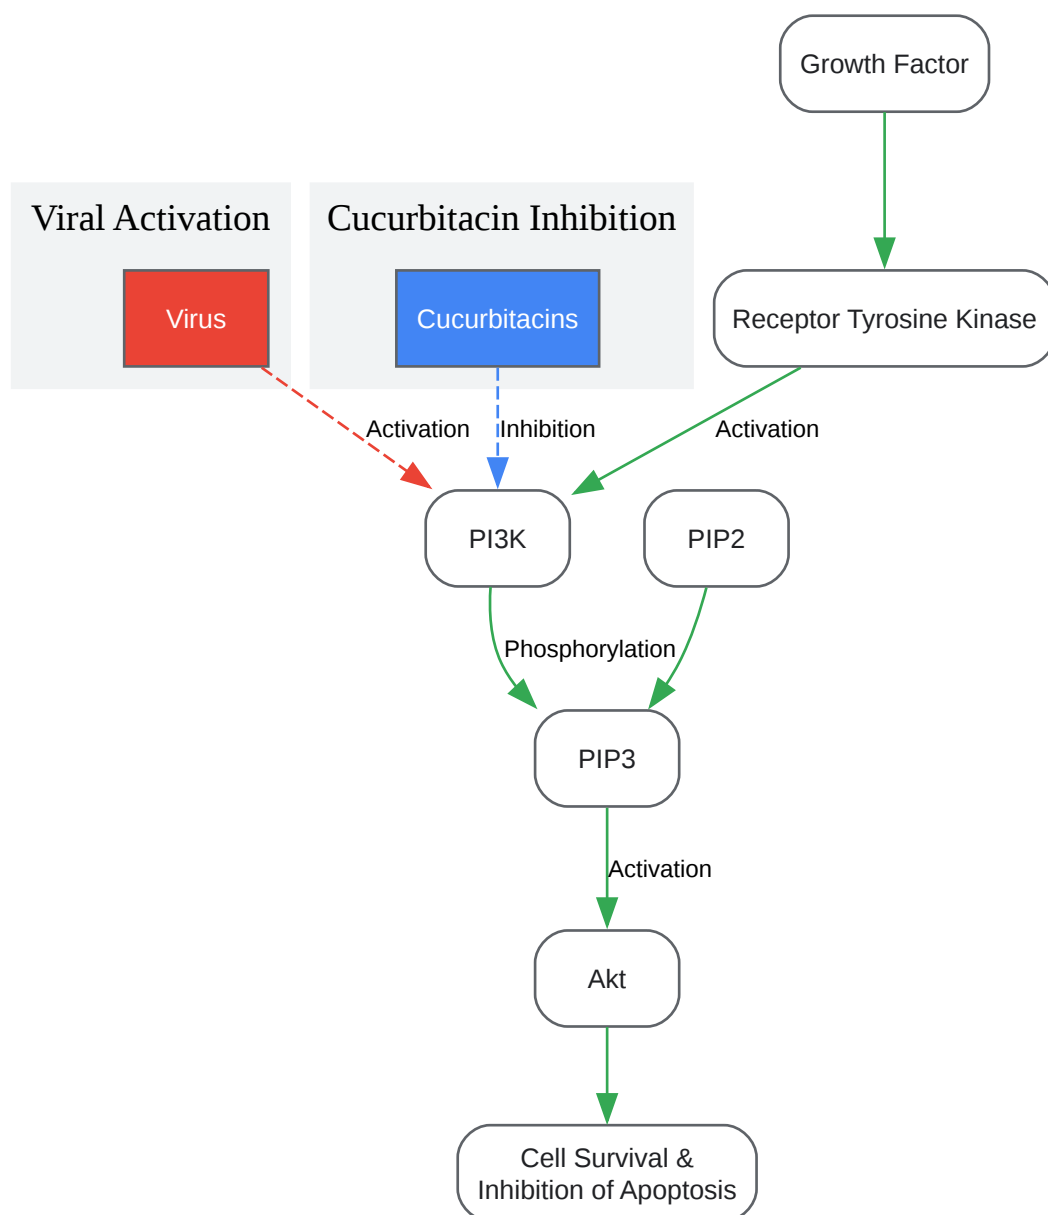 Growth Factor
Viral Activation
Cucurbitacin Inhibition
Virus
Cucurbitacins
Receptor Tyrosine Kinase
Activation
Inhibition
Activation
PI3K
PIP2
Phosphorylation
PIP3
Activation
Akt
Cell Survival &
Inhibition of Apoptosis